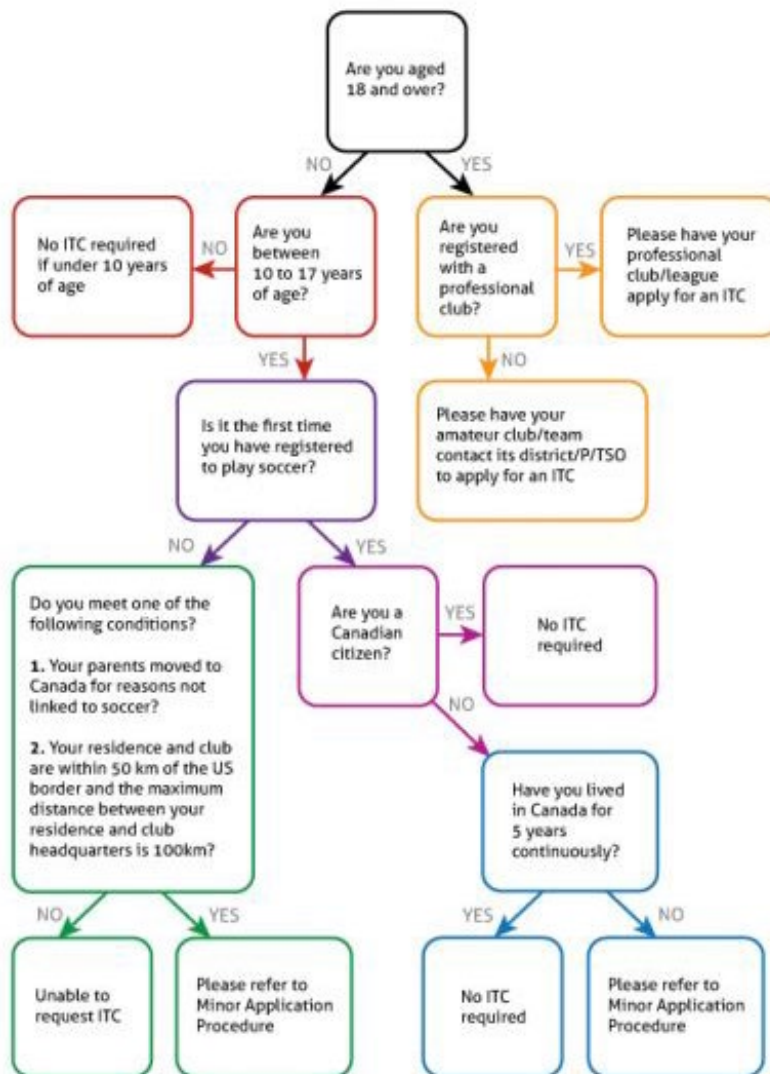 Are you aged
18 and over?
NO
YES
No ITC required
if under 10 years
of age
NO
Are you
between
10 to 17 years
of age?
Are you
registered
with a
professional
club?
YES
Please have your
professional
club/league
apply for an ITC
YES
NO
Is it the first time
you have registered
to play soccer?
Please have your
amateur club/team
contact its district/P/TSO
to apply for an ITC
NO
YES
Do you meet one of the
following conditions?
1. Your parents moved to
Canada for reasons not
linked to soccer?
2. Your residence and club
are within 50 km of the US
border and the maximum
distance between your
residence and club
headquarters is 100km?
Are you a
Canadian
citizen?
YES
No ITC
required
NO
Have you lived
in Canada for
5 years
continuously?
NO
YES
YES
NO
Unable to
request ITC
Please refer to
Minor Application
Procedure
No ITC
required
Please refer to
Minor Application
Procedure